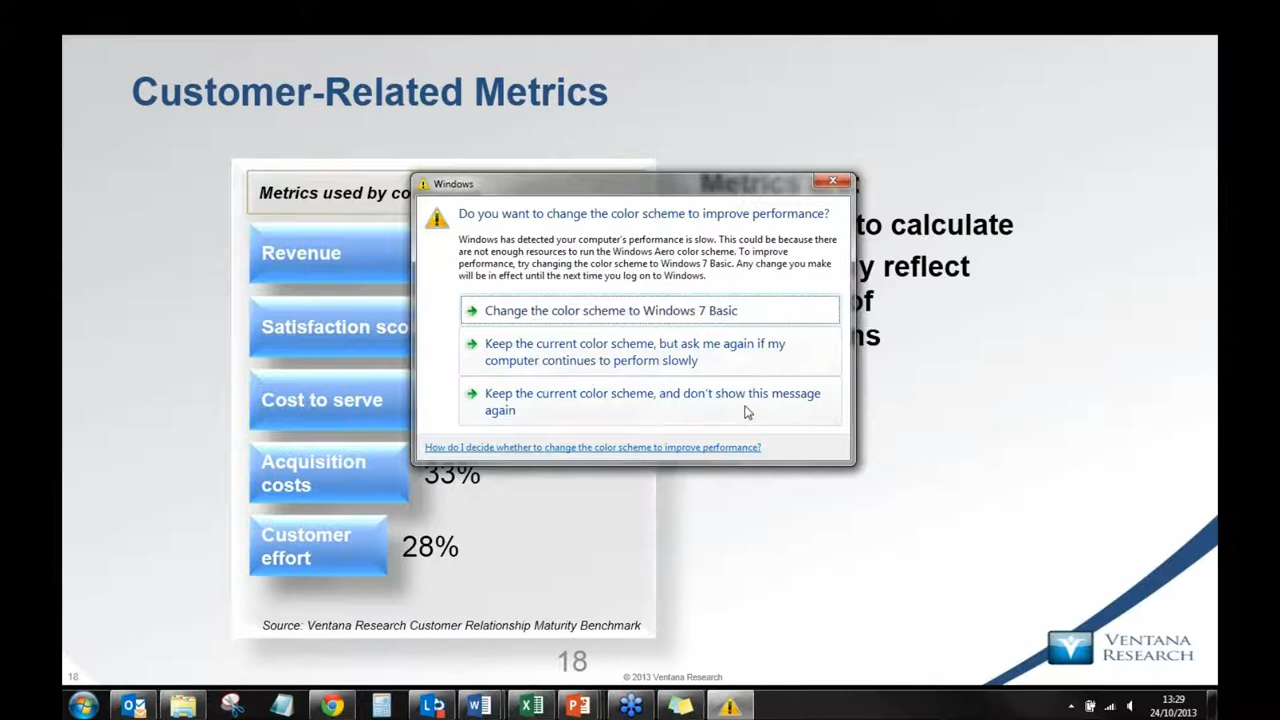 Customer-Related Metrics
Metrics used by co
Revenue
Satisfaction sco
Cost to serve
Acquisition
costs
33%
Customer
effort
28%
Source: Ventana Research Customer Relationship Maturity Benchmark
Metrics
to calculate
y reflect
of
ns
Windows
Do you want to change the color scheme to improve performance?
Windows has detected your computer's performance is slow. This could be because there
are not enough resources to run the Windows Aero color scheme. To improve
performance, try changing the color scheme to Windows 7 Basic. Any change you make
will be in effect until the next time you log on to Windows.
Change the color scheme to Windows 7 Basic
Keep the current color scheme, but ask me again if my
computer continues to perform slowly
Keep the current color scheme, and don't show this message
again
How do I decide whether to change the color scheme to improve performance?
18
18
© 2013 Ventana Research
VENTANA
RESEARCH
13:29
24/10/2013